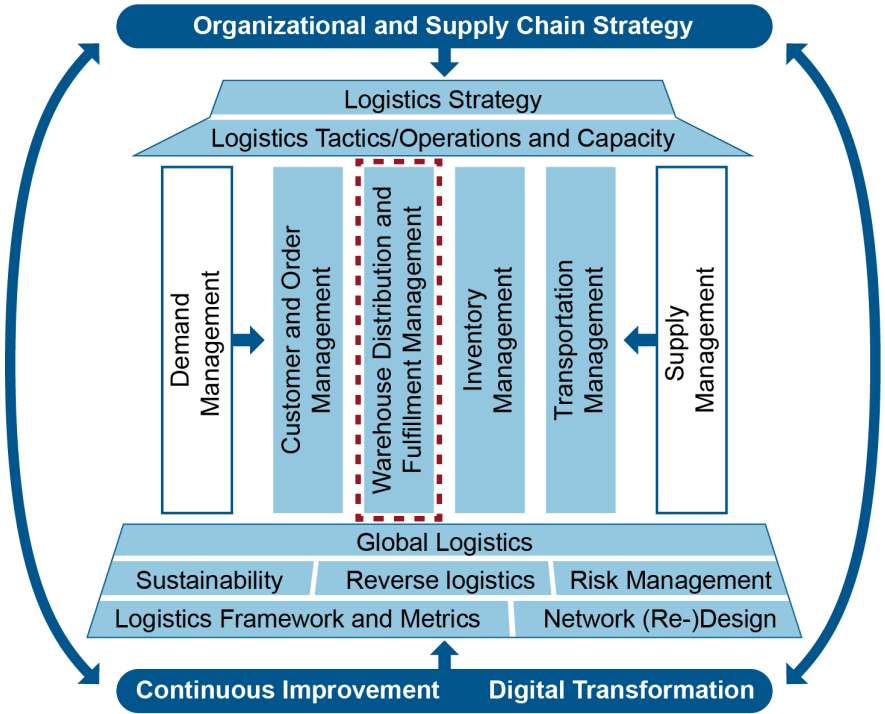 Organizational and Supply Chain Strategy
Logistics Strategy
Logistics Tactics/Operations and Capacity
Demand
Management
Customer and Order
Management
Warehouse Distribution and
Fulfillment Management
Inventory
Management
Transportation
Management
Supply
Management
Global Logistics
Sustainability
Reverse logistics
Risk Management
Logistics Framework and Metrics
Network (Re-)Design
Continuous Improvement
Digital Transformation